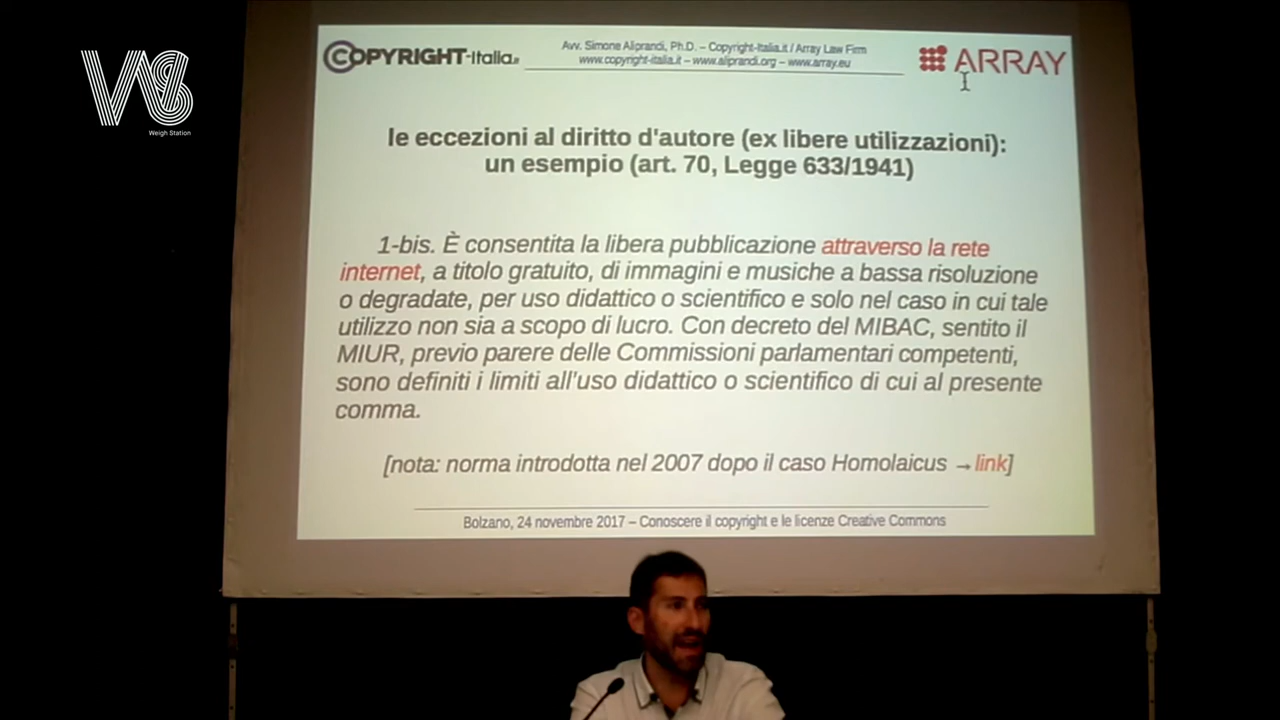 WS
Weigh Station
COPYRIGHT-Italia.it
Avv. Simone Aliprandi, Ph.D. – Copyright-Italia.it / Array Law Firm
www.copyright-italia.it – www.aliprandi.org – www.array.eu
ARRAY
le eccezioni al diritto d'autore (ex libere utilizzazioni):
un esempio (art. 70, Legge 633/1941)
1-bis. È consentita la libera pubblicazione attraverso la rete
internet, a titolo gratuito, di immagini e musiche a bassa risoluzione
o degradate, per uso didattico o scientifico e solo nel caso in cui tale
utilizzo non sia a scopo di lucro. Con decreto del MIBAC, sentito il
MIUR, previo parere delle Commissioni parlamentari competenti,
sono definiti i limiti all'uso didattico o scientifico di cui al presente
comma.
[nota: norma introdotta nel 2007 dopo il caso Homolaicus →link]
Bolzano, 24 novembre 2017 – Conoscere il copyright e le licenze Creative Commons